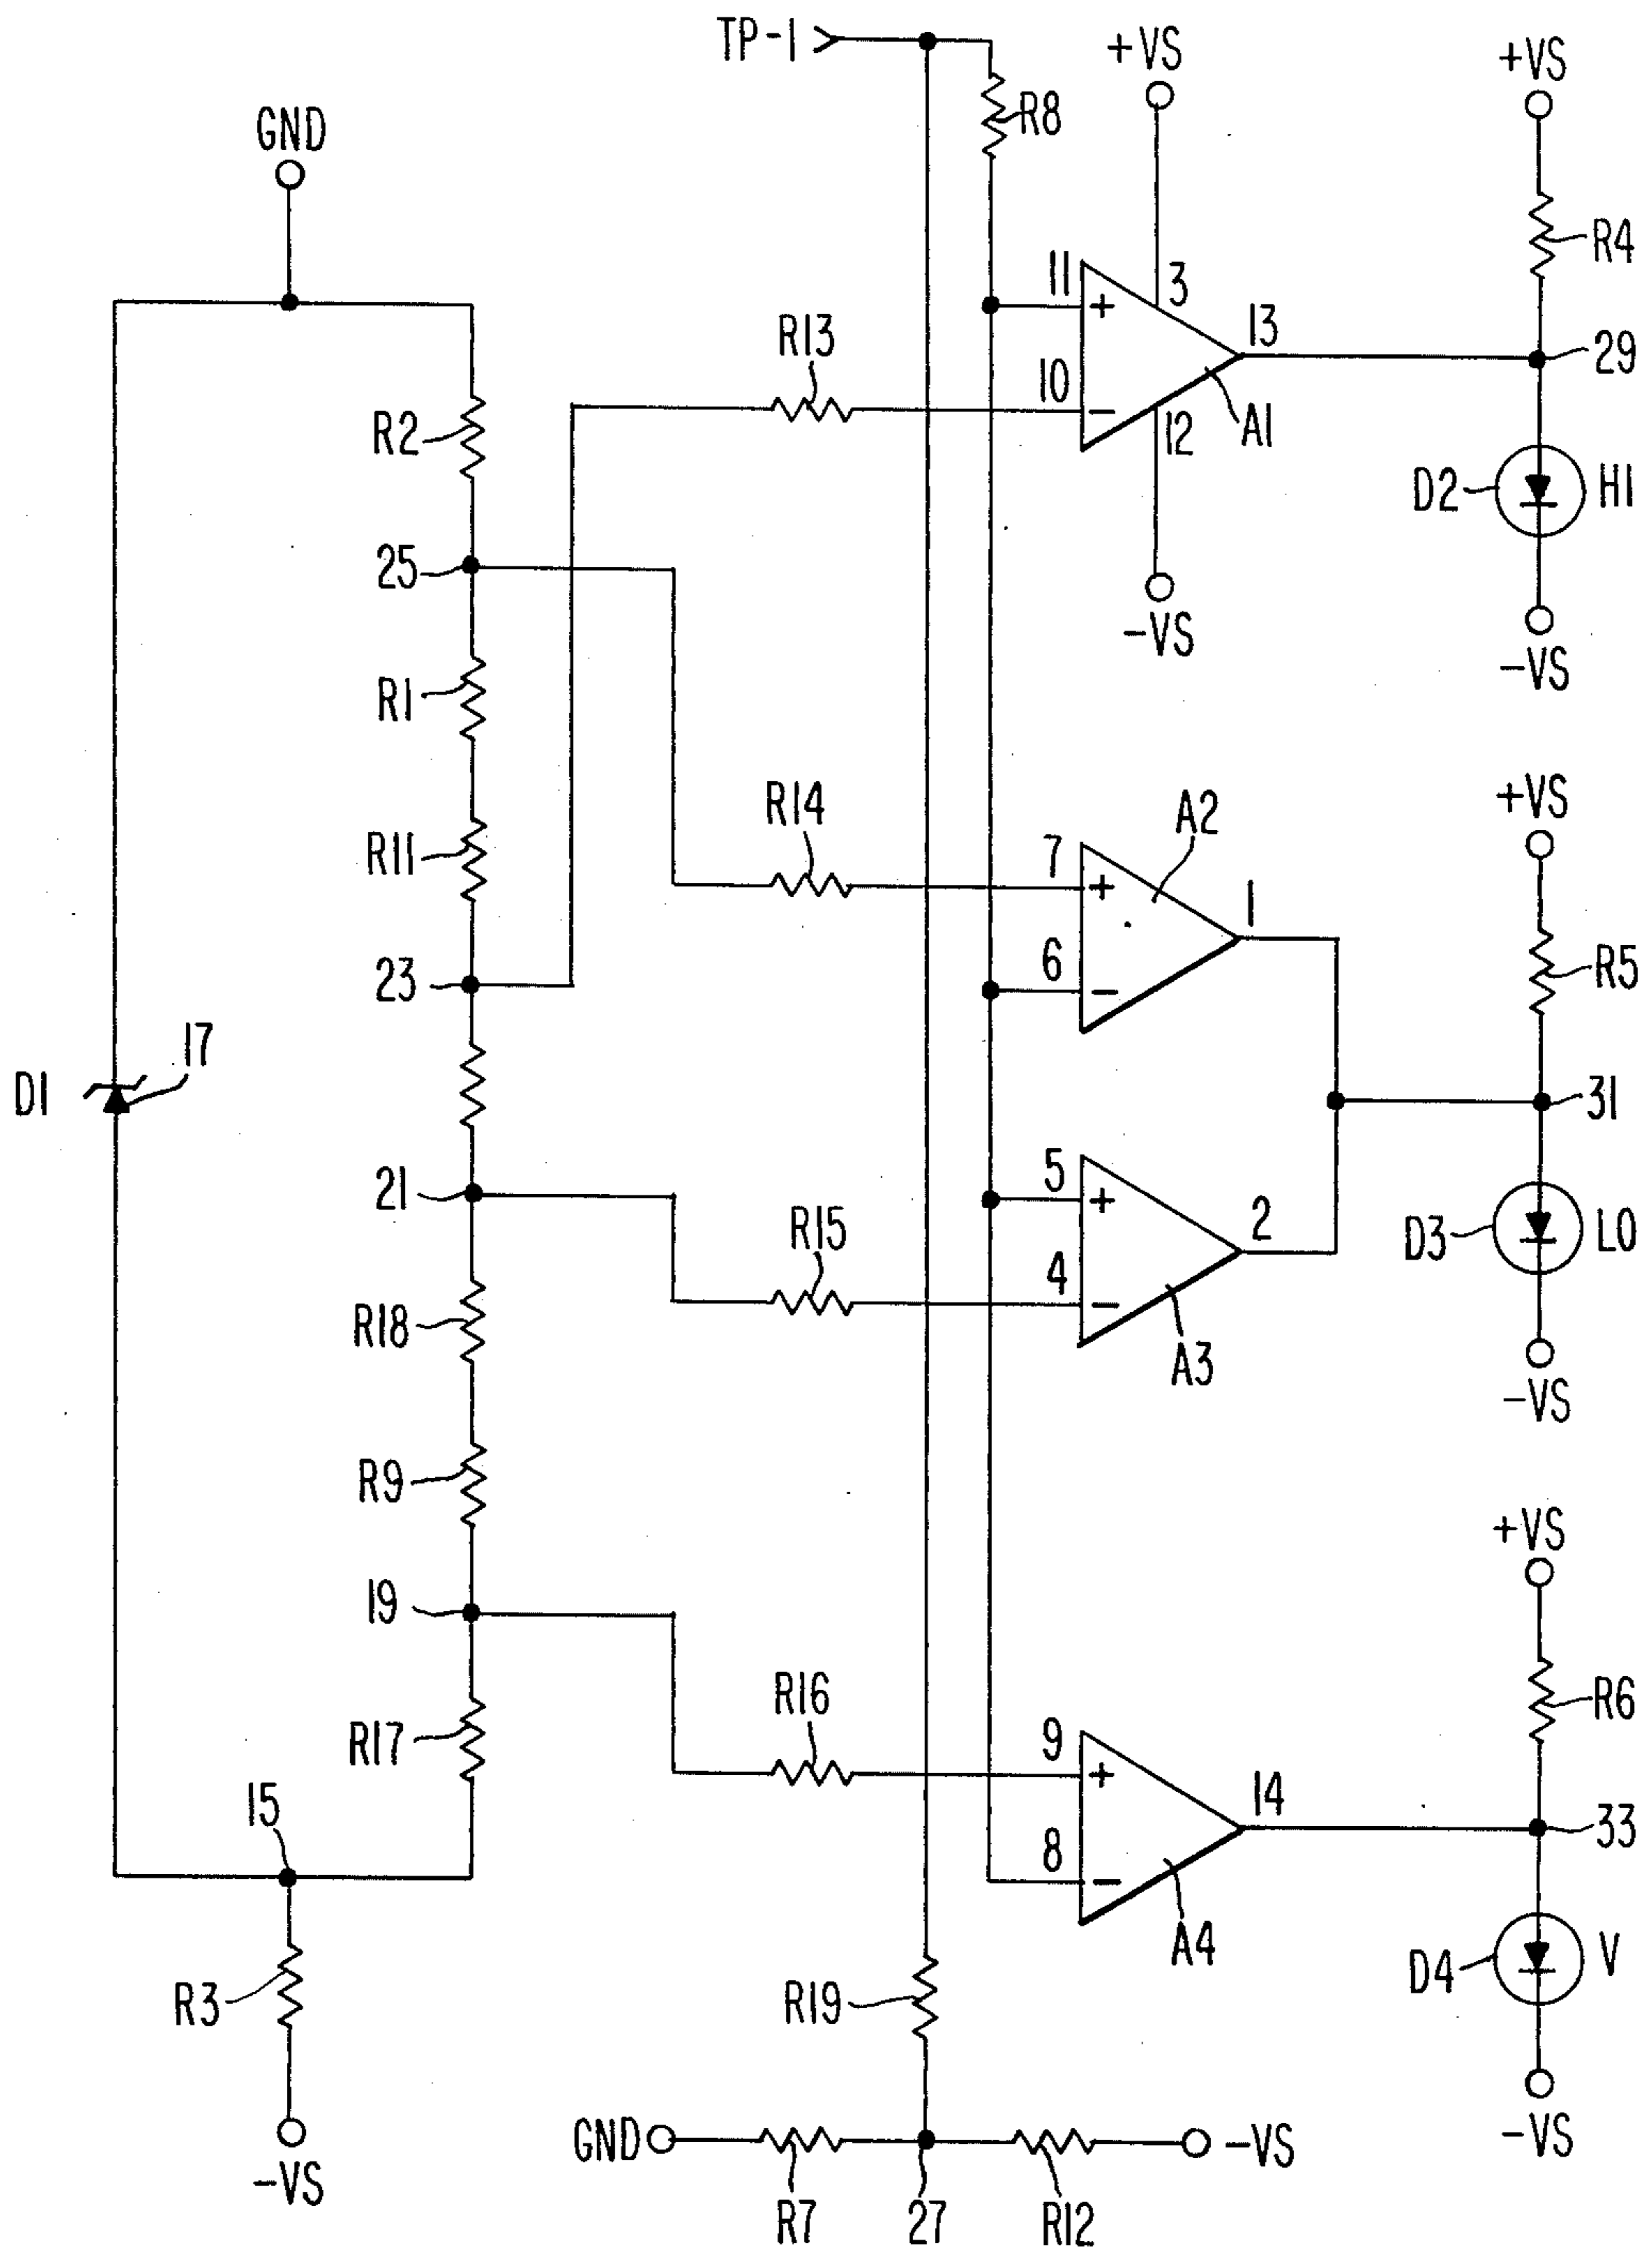 TP-1
+VS
+VS
GND
R8
R4
11
+
3
13
29
R13
10
−
12
A1
R2
D2
HI
25
−VS
−VS
R1
+VS
R14
A2
R11
7
+
1
6
−
R5
23
17
D1
31
5
+
21
R15
2
D3
LO
4
−
R18
A3
−VS
R9
+VS
19
R16
R6
9
+
R17
14
15
33
8
−
A4
D4
V
R3
R19
GND
−VS
−VS
−VS
R7
27
R12